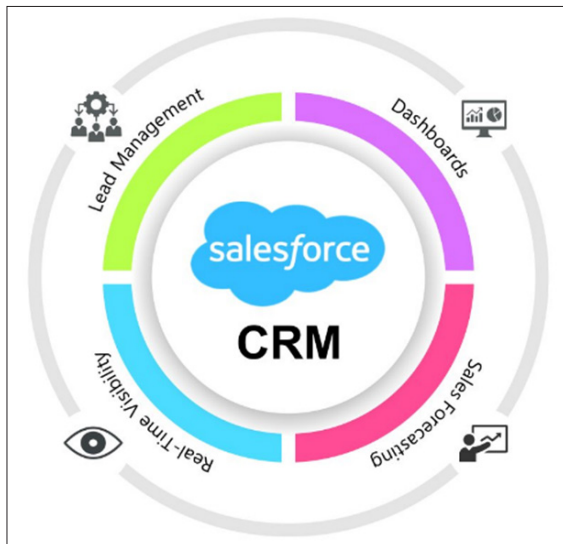 Lead Management
Dashboards
salesforce
CRM
Real-Time Visibility
Sales Forecasting